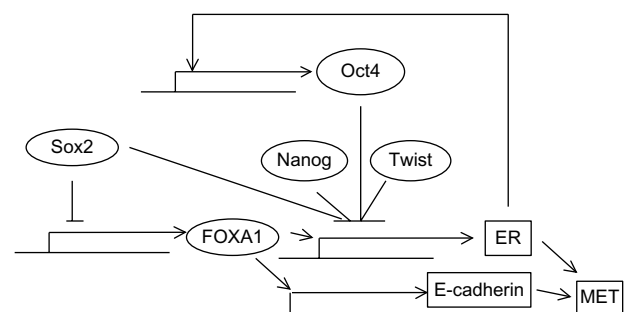 Oct4
Sox2
Nanog
Twist
FOXA1
ER
E-cadherin
MET